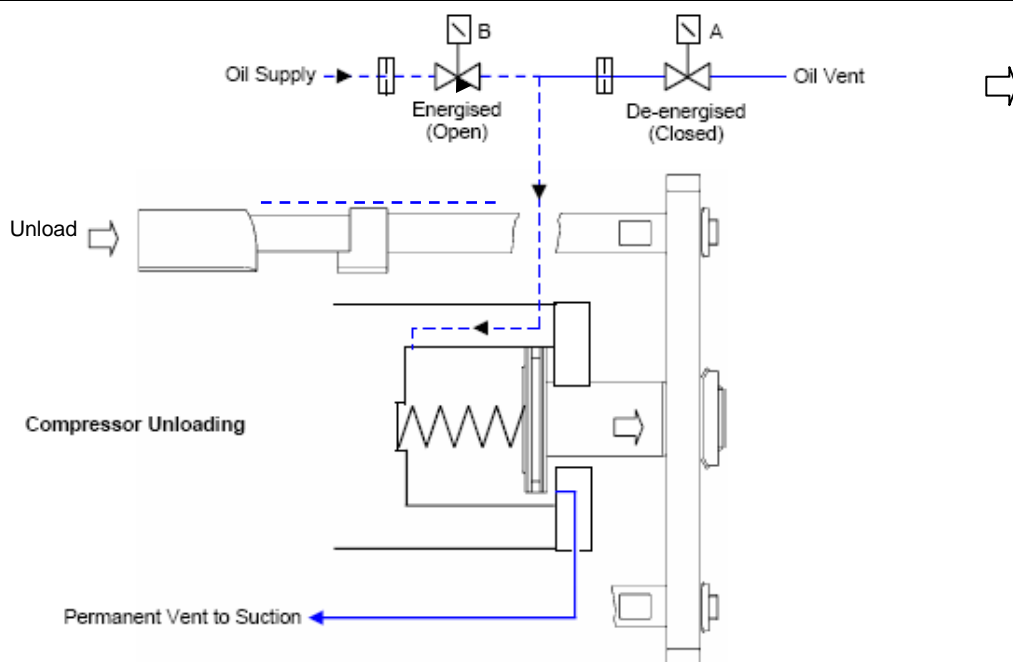 B
A
Oil Supply
Oil Vent
Energised
(Open)
De-energised
(Closed)
Unload
Compressor Unloading
Permanent Vent to Suction